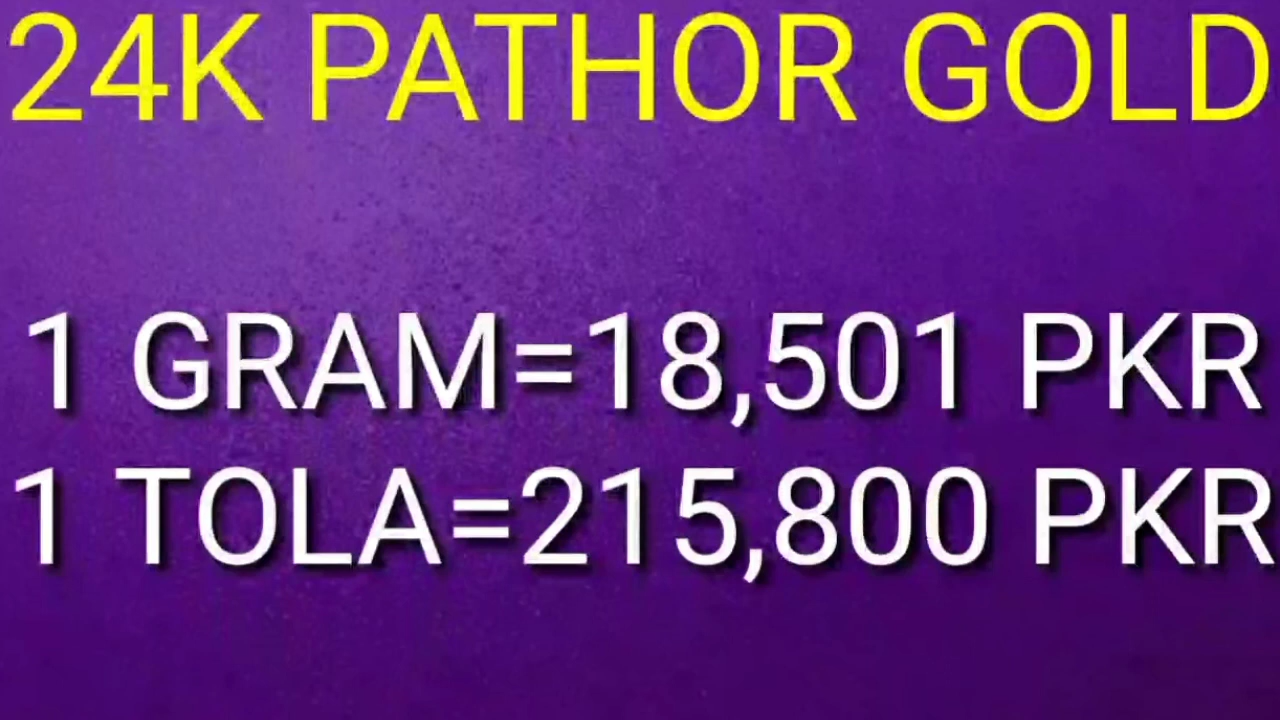 24K PATHOR GOLD
1 GRAM=18,501 PKR
1 TOLA=215,800 PKR